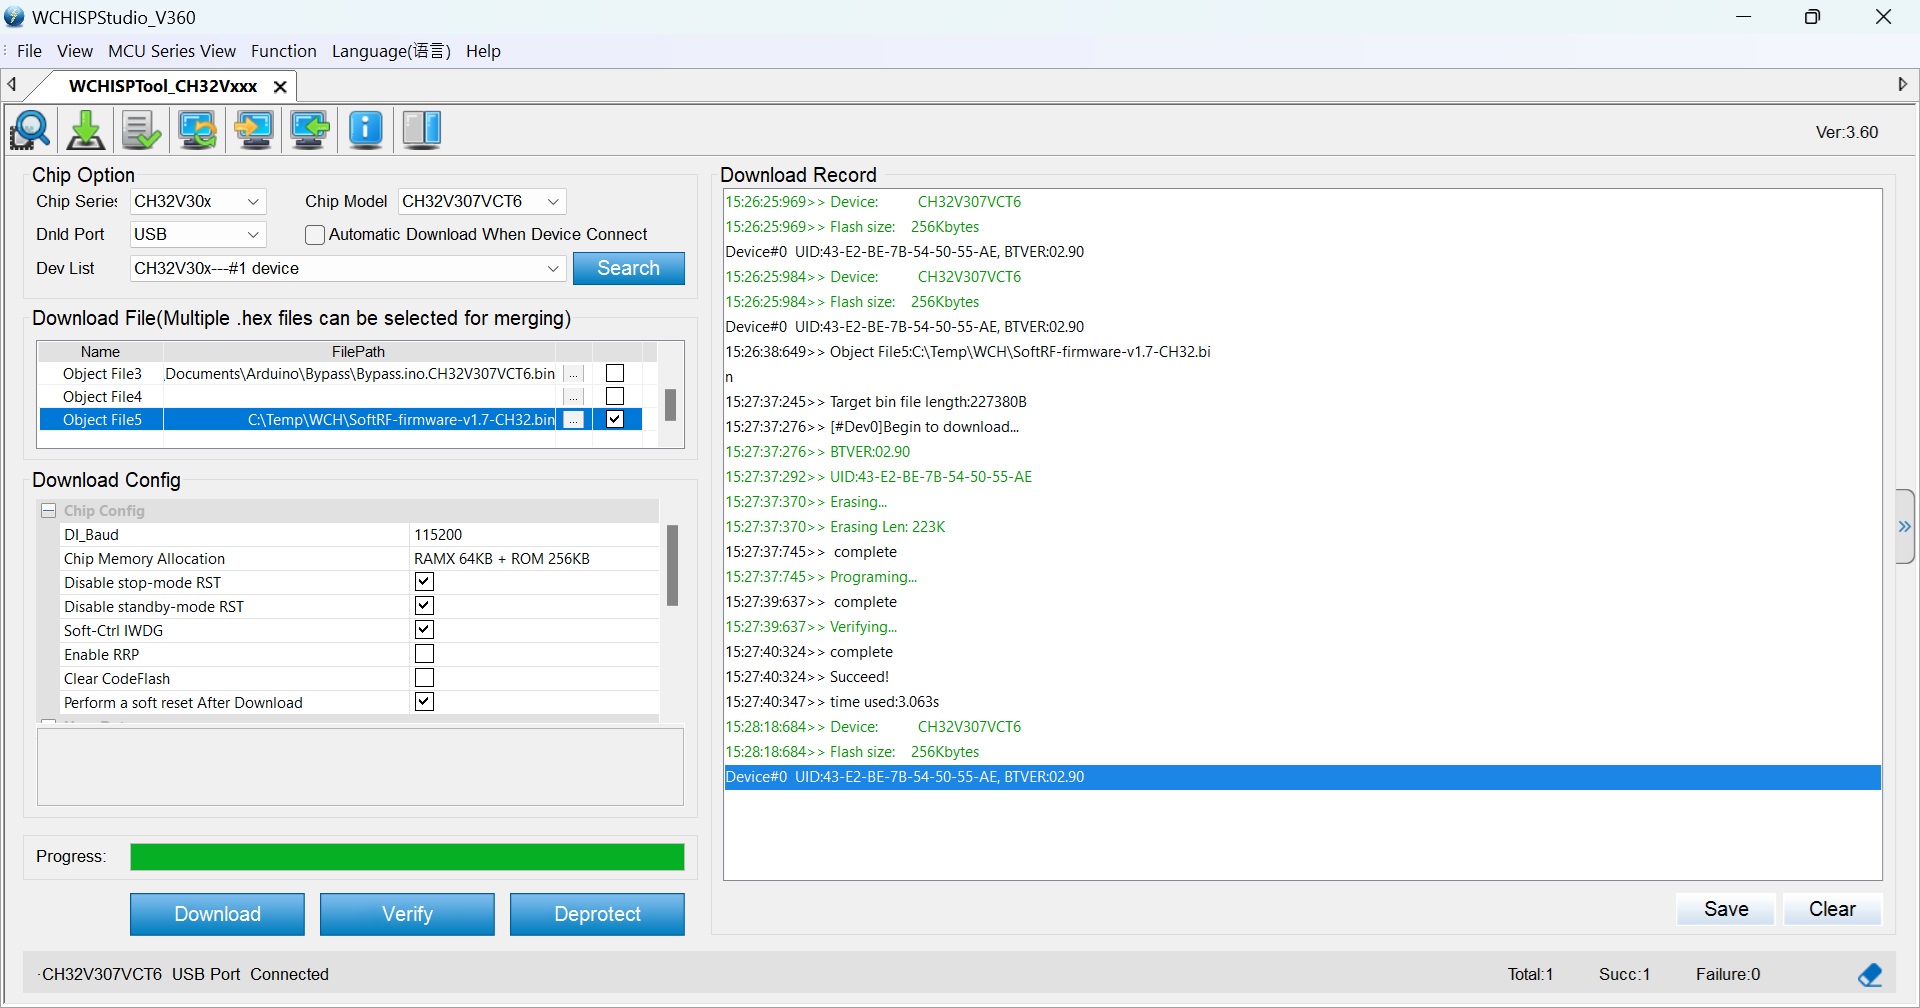 WCHISPStudio_V360
File View MCU Series View Function Language(语言) Help
WCHISPTool_CH32Vxxx
Ver:3.60
Chip Option
Chip Series CH32V30x Chip Model CH32V307VCT6
Dnld Port USB Automatic Download When Device Connect
Dev List CH32V30x---#1 device Search
Download File(Multiple .hex files can be selected for merging)
Name FilePath
Object File3 Documents\Arduino\Bypass\Bypass.ino.CH32V307VCT6.bin ...
Object File4 ...
Object File5 C:\Temp\WCH\SoftRF-firmware-v1.7-CH32.bin ...
Download Config
Chip Config
DI_Baud 115200
Chip Memory Allocation RAMX 64KB + ROM 256KB
Disable stop-mode RST
Disable standby-mode RST
Soft-Ctrl IWDG
Enable RRP
Clear CodeFlash
Perform a soft reset After Download
Progress:
Download Verify Deprotect
Download Record
15:26:25:969>> Device: CH32V307VCT6
15:26:25:969>> Flash size: 256Kbytes
Device#0 UID:43-E2-BE-7B-54-50-55-AE, BTVER:02.90
15:26:25:984>> Device: CH32V307VCT6
15:26:25:984>> Flash size: 256Kbytes
Device#0 UID:43-E2-BE-7B-54-50-55-AE, BTVER:02.90
15:26:38:649>> Object File5:C:\Temp\WCH\SoftRF-firmware-v1.7-CH32.bi
n
15:27:37:245>> Target bin file length:227380B
15:27:37:276>> [#Dev0]Begin to download...
15:27:37:276>> BTVER:02.90
15:27:37:292>> UID:43-E2-BE-7B-54-50-55-AE
15:27:37:370>> Erasing...
15:27:37:370>> Erasing Len: 223K
15:27:37:745>> complete
15:27:37:745>> Programing...
15:27:39:637>> complete
15:27:39:637>> Verifying...
15:27:40:324>> complete
15:27:40:324>> Succeed!
15:27:40:347>> time used:3.063s
15:28:18:684>> Device: CH32V307VCT6
15:28:18:684>> Flash size: 256Kbytes
Device#0 UID:43-E2-BE-7B-54-50-55-AE, BTVER:02.90
Save Clear
·CH32V307VCT6 USB Port Connected Total:1 Succ:1 Failure:0